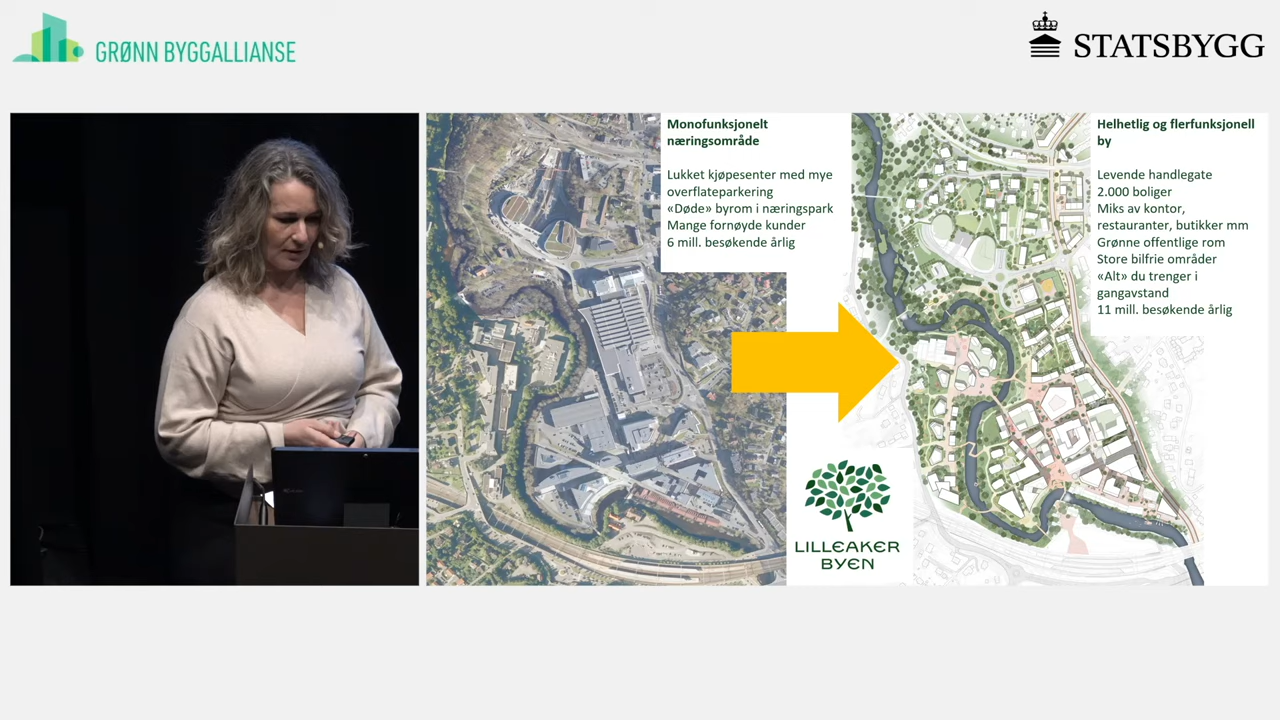 GRØNN BYGGALLIANSE
STATSBYGG
Monofunksjonelt
næringsområde
Lukket kjøpesenter med mye
overflateparkering
«Døde» byrom i næringspark
Mange fornøyde kunder
6 mill. besøkende årlig
Helhetlig og flerfunksjonell
by
Levende handlegate
2.000 boliger
Miks av kontor,
restauranter, butikker mm
Grønne offentlige rom
Store bilfrie områder
«Alt» du trenger i
gangavstand
11 mill. besøkende årlig
LILLEAKER
BYEN